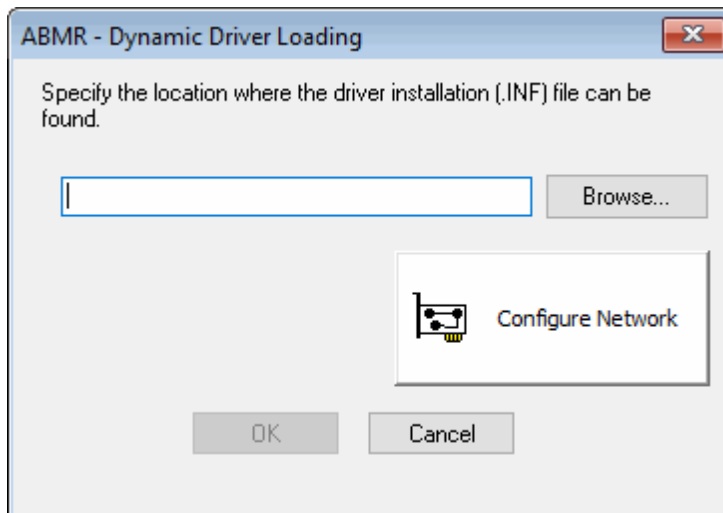 ABMR - Dynamic Driver Loading
Specify the location where the driver installation (.INF) file can be
found.
Browse...
Configure Network
OK
Cancel